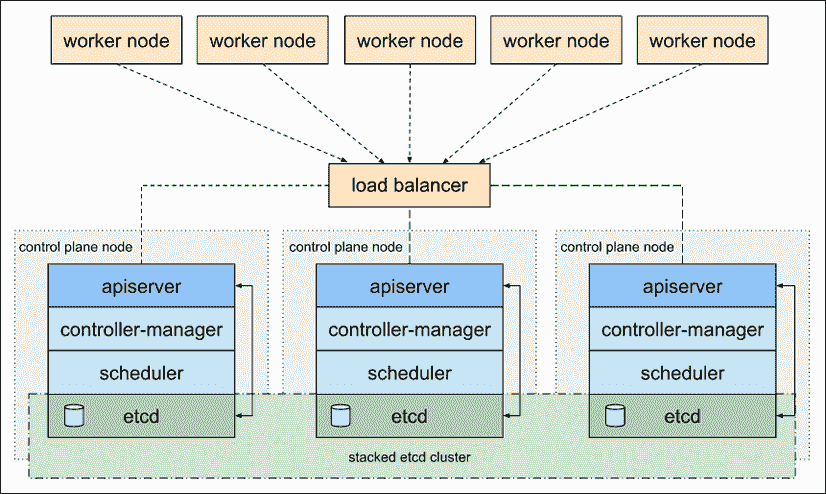 worker node
worker node
worker node
worker node
worker node
load balancer
control plane node
control plane node
control plane node
apiserver
apiserver
apiserver
controller-manager
controller-manager
controller-manager
scheduler
scheduler
scheduler
etcd
etcd
etcd
stacked etcd cluster